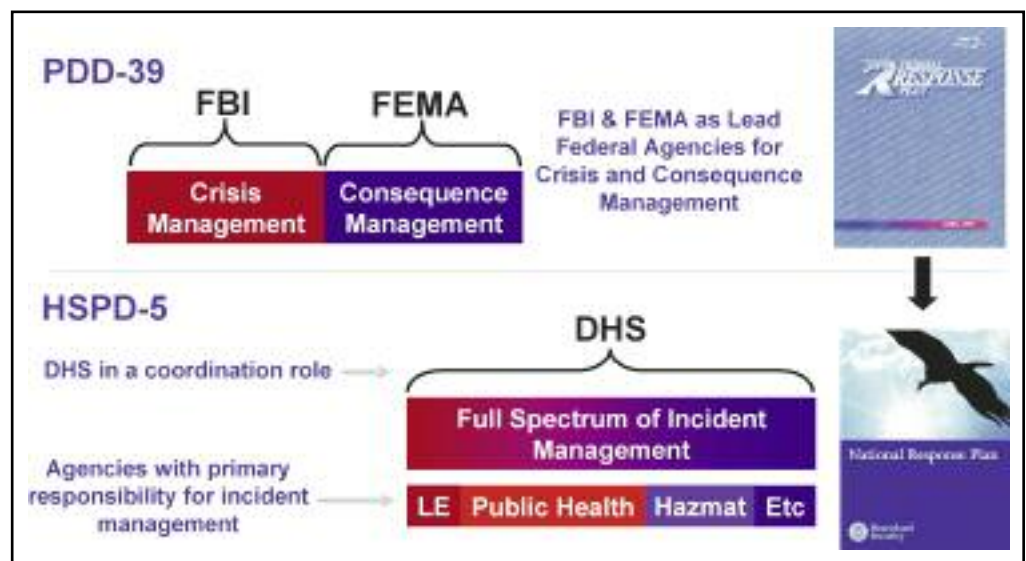 PDD-39
FBI
FEMA
Crisis
Management
Consequence
Management
FBI & FEMA as Lead
Federal Agencies for
Crisis and Consequence
Management
RESPONSE
HSPD-5
DHS
DHS in a coordination role
Full Spectrum of Incident
Management
Agencies with primary
responsibility for incident
management
LE Public Health Hazmat Etc
National Response Plan
Homeland
Security